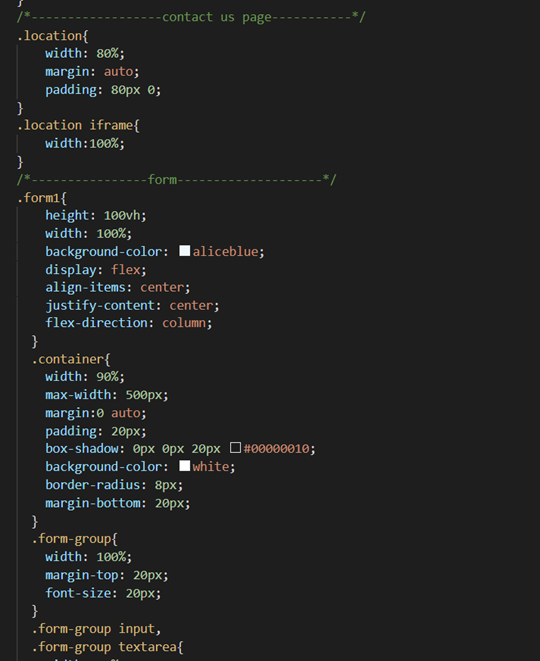 }
/*------------------contact us page-----------*/
.location{
    width: 80%;
    margin: auto;
    padding: 80px 0;
}
.location iframe{
    width:100%;
}
/*----------------form--------------------*/
.form1{
    height: 100vh;
    width: 100%;
    background-color: aliceblue;
    display: flex;
    align-items: center;
    justify-content: center;
    flex-direction: column;
  }
  .container{
    width: 90%;
    max-width: 500px;
    margin:0 auto;
    padding: 20px;
    box-shadow: 0px 0px 20px #00000010;
    background-color: white;
    border-radius: 8px;
    margin-bottom: 20px;
  }
  .form-group{
    width: 100%;
    margin-top: 20px;
    font-size: 20px;
  }
  .form-group input,
  .form-group textarea{